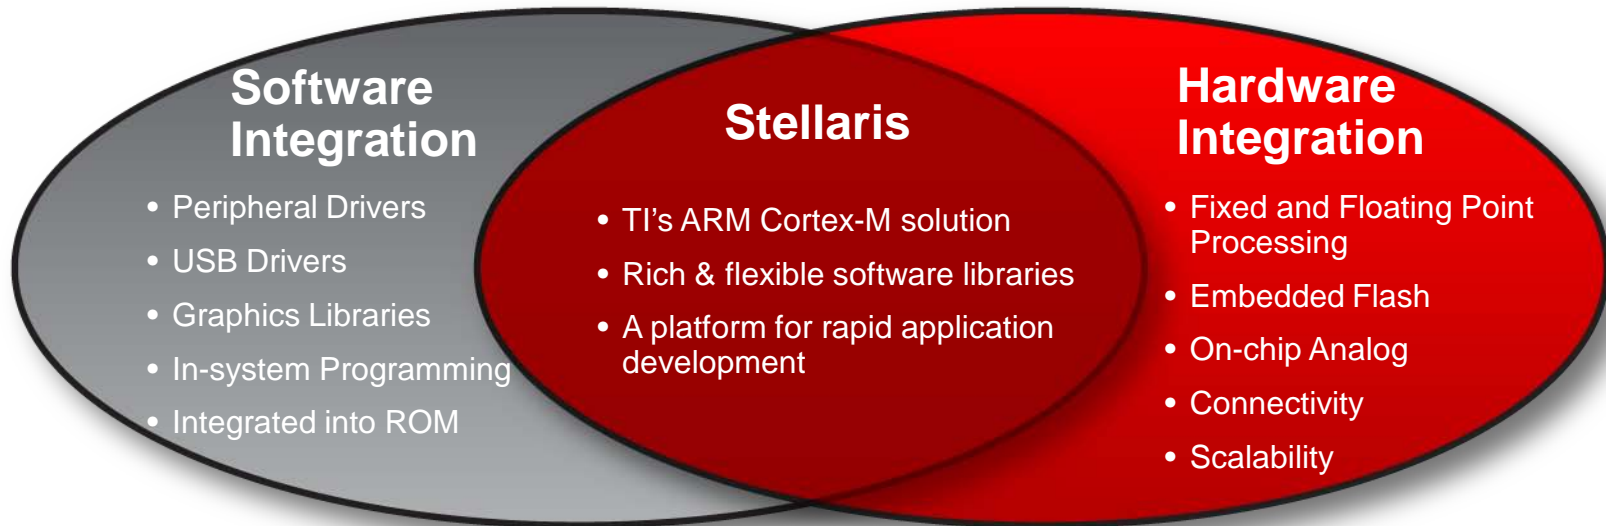 Software
Integration
• Peripheral Drivers
• USB Drivers
• Graphics Libraries
• In-system Programming
• Integrated into ROM
Stellaris
• TI’s ARM Cortex-M solution
• Rich & flexible software libraries
• A platform for rapid application
development
Hardware
Integration
• Fixed and Floating Point
Processing
• Embedded Flash
• On-chip Analog
• Connectivity
• Scalability